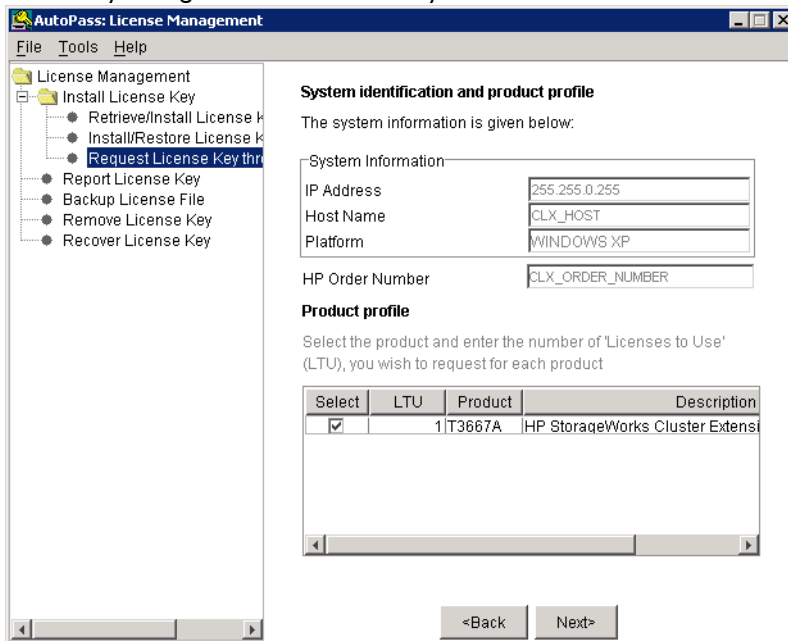 AutoPass: License Management
File Tools Help
License Management
Install License Key
Retrieve/Install License K
Install/Restore License K
Request License Key thr
Report License Key
Backup License File
Remove License Key
Recover License Key
System identification and product profile
The system information is given below:
System Information
IP Address 255.255.0.255
Host Name CLX_HOST
Platform WINDOWS XP
HP Order Number CLX_ORDER_NUMBER
Product profile
Select the product and enter the number of 'Licenses to Use'
(LTU), you wish to request for each product
Select LTU Product Description
1 T3667A HP StorageWorks Cluster Extensi
<Back Next>